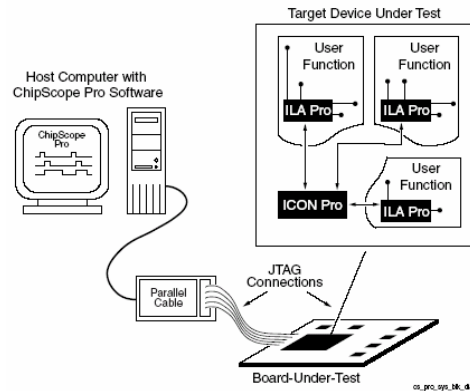 Target Device Under Test
User
Function
User
Function
ILA Pro
ILA Pro
User
Function
ICON Pro
ILA Pro
Host Computer with
ChipScope Pro Software
ChipScope
Pro
JTAG
Connections
Parallel
Cable
Board-Under-Test